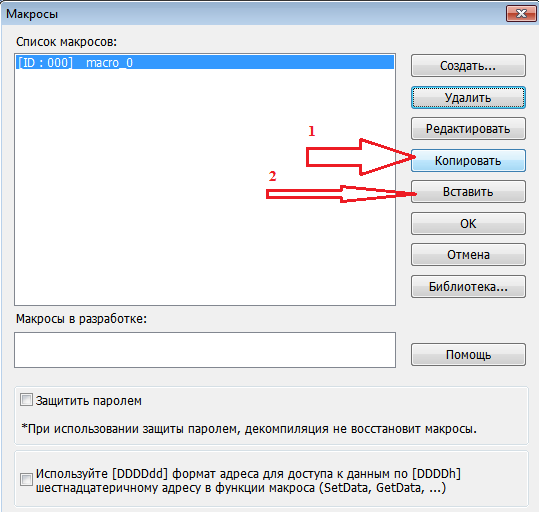 Макросы
Список макросов:
[ID : 000] macro_0
Создать...
Удалить
Редактировать
1
Копировать
2
Вставить
OK
Отмена
Библиотека...
Макросы в разработке:
Помощь
Защитить паролем
*При использовании защиты паролем, декомпиляция не восстановит макросы.
Используйте [DDDDdd] формат адреса для доступа к данным по [DDDDh]
шестнадцатеричному адресу в функции макроса (SetData, GetData, ...)